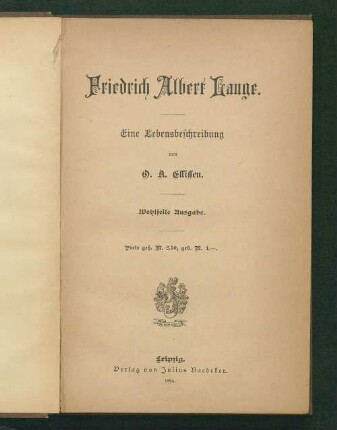 Friedrich Albert Lange.
Eine Lebensbeschreibung
von
O. A. Ellissen.
Wohlfeile Ausgabe.
Preis geh. M. 2.50; geb. M. 4.—.
Leipzig.
Verlag von Julius Baedeker.